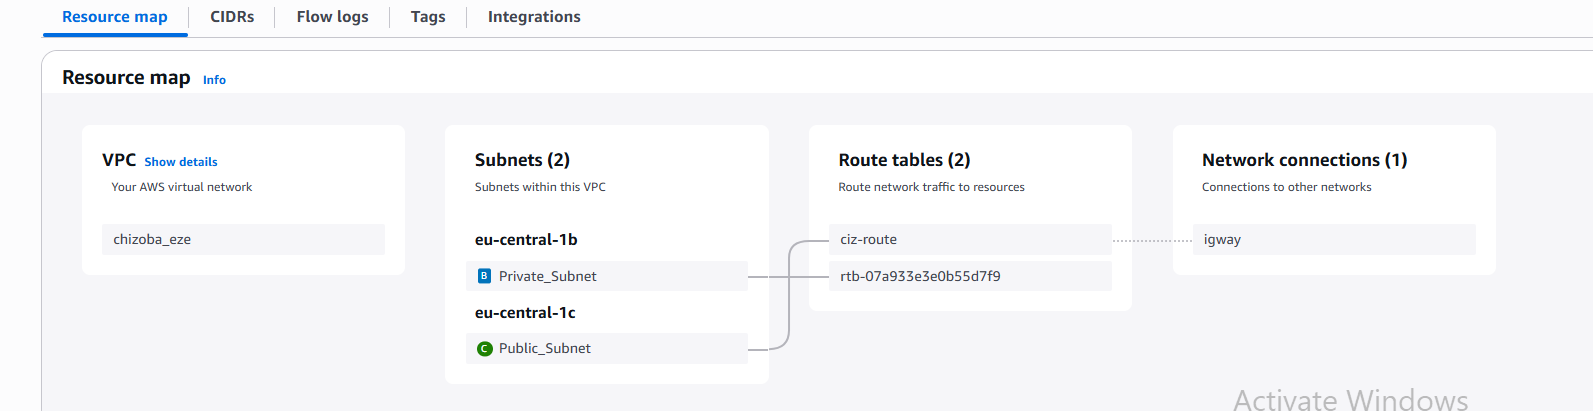 Resource map
CIDRs
Flow logs
Tags
Integrations
Resource map Info
VPC Show details
Your AWS virtual network
chizoba_eze
Subnets (2)
Subnets within this VPC
eu-central-1b
B Private_Subnet
eu-central-1c
C Public_Subnet
Route tables (2)
Route network traffic to resources
ciz-route
rtb-07a933e3e0b55d7f9
Network connections (1)
Connections to other networks
igway
Activate Windows